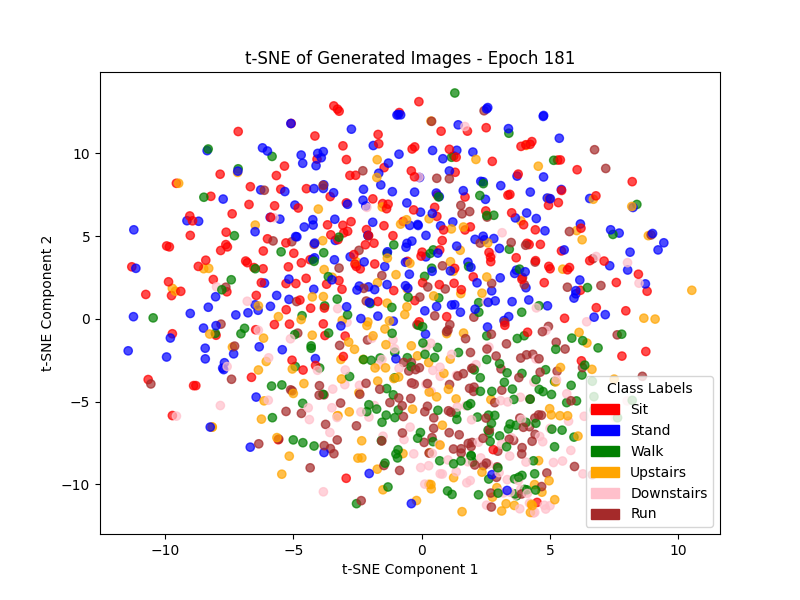 t-SNE of Generated Images - Epoch 181
t-SNE Component 2
10
5
0
−5
−10
−10
−5
0
5
10
t-SNE Component 1
Class Labels
Sit
Stand
Walk
Upstairs
Downstairs
Run